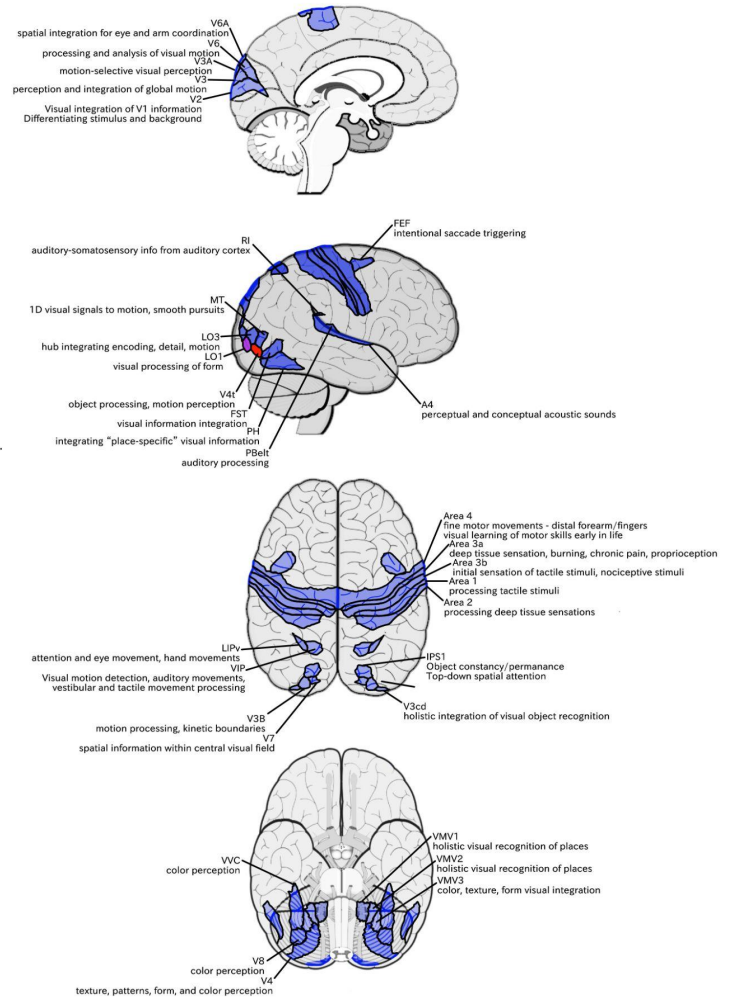 V6A
spatial integration for eye and arm coordination
V6
processing and analysis of visual motion
V3A
motion-selective visual perception
V3
perception and integration of global motion
V2
Visual integration of V1 information
Differentiating stimulus and background
FEF
intentional saccade triggering
RI
auditory-somatosensory info from auditory cortex
MT
1D visual signals to motion, smooth pursuits
LO3
hub integrating encoding, detail, motion
LO1
visual processing of form
V4t
object processing, motion perception
FST
visual information integration
PH
integrating “place-specific” visual information
PBelt
auditory processing
A4
perceptual and conceptual acoustic sounds
Area 4
fine motor movements - distal forearm/fingers
visual learning of motor skills early in life
Area 3a
deep tissue sensation, burning, chronic pain, proprioception
Area 3b
initial sensation of tactile stimuli, nociceptive stimuli
Area 1
processing tactile stimuli
Area 2
processing deep tissue sensations
LIPv
attention and eye movement, hand movements
VIP
Visual motion detection, auditory movements,
vestibular and tactile movement processing
IPS1
Object constancy/permanance
Top-down spatial attention
V3cd
holistic integration of visual object recognition
V3B
motion processing, kinetic boundaries
V7
spatial information within central visual field
VMV1
holistic visual recognition of places
VMV2
holistic visual recognition of places
VMV3
color, texture, form visual integration
VVC
color perception
V8
color perception
V4
texture, patterns, form, and color perception